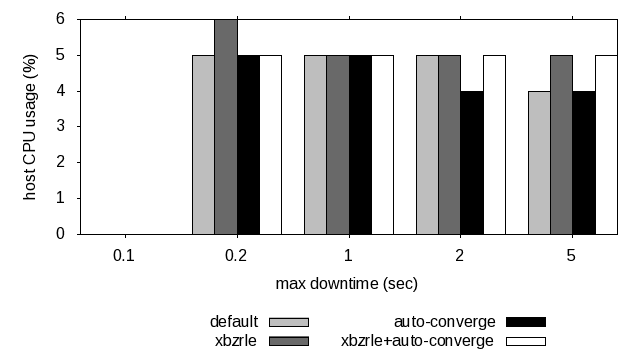 6
5
4
3
2
1
0
host CPU usage (%)
0.1 0.2 1 2 5
max downtime (sec)
default auto-converge
xbzrle xbzrle+auto-converge